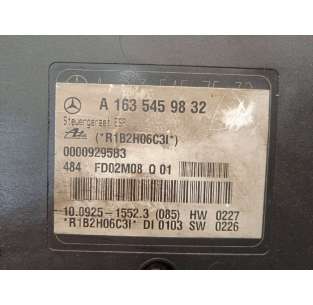 A 163 545 98 32
Steuergeraet ESP
Ate (*R1B2H06C3I*)
0000929583
484 FD02M08 Q 01
10.0925-1552.3 (085) HW 0227
*R1B2H06C3I* DI 0103 SW 0226